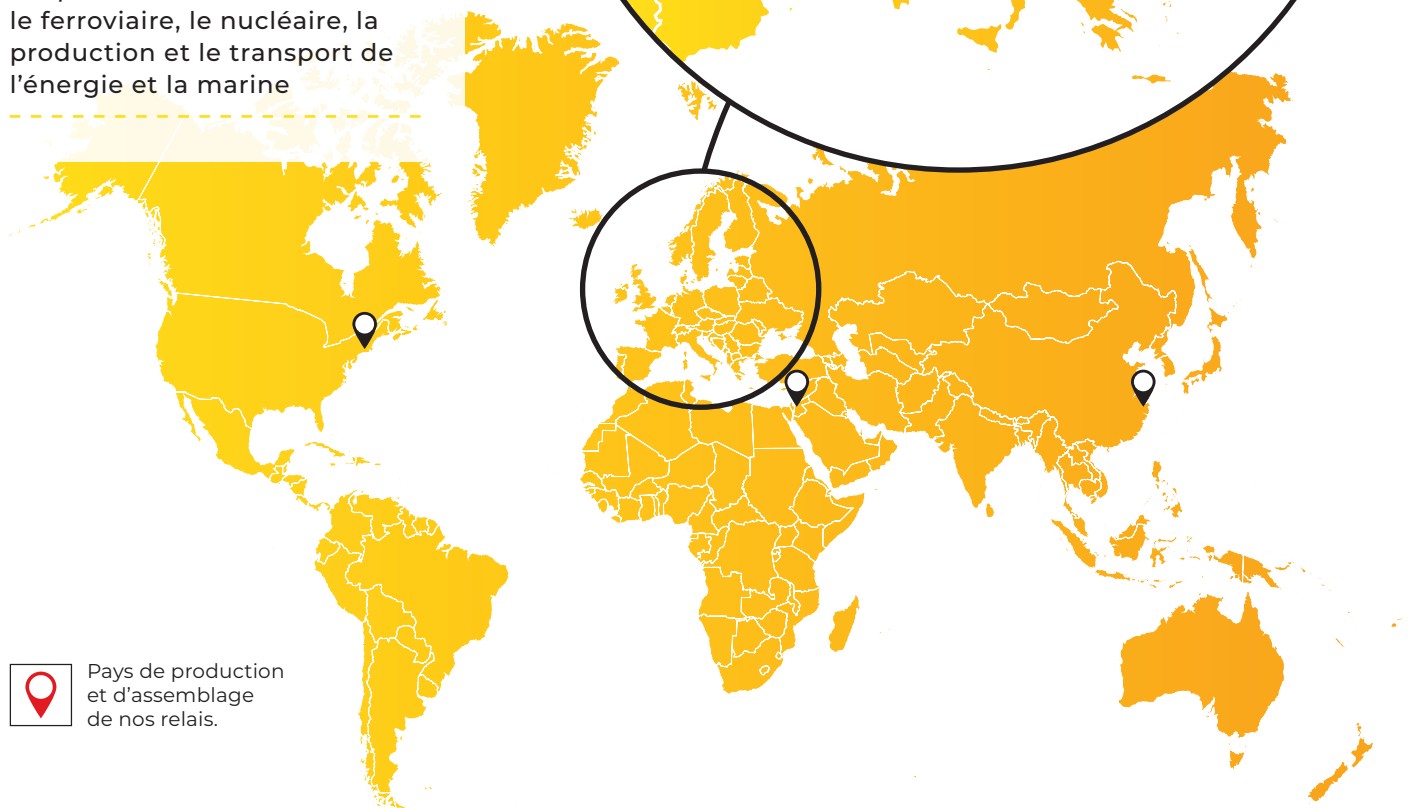 le ferroviaire, le nucléaire, la
production et le transport de
l’énergie et la marine
Pays de production
et d’assemblage
de nos relais.